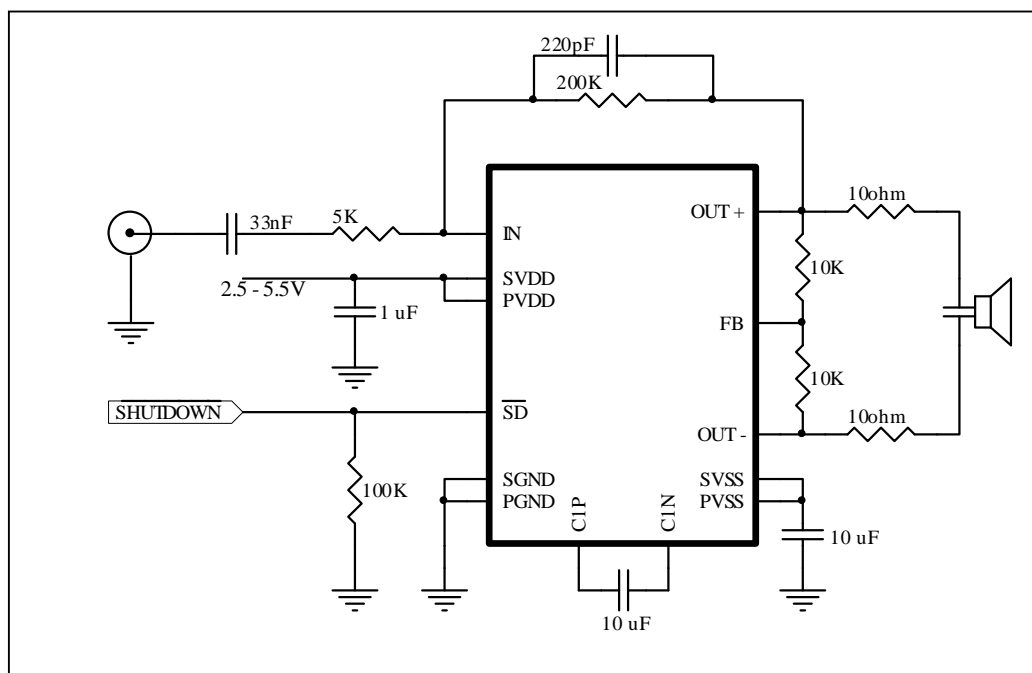 220pF
200K
33nF
5K
IN
OUT +
10ohm
SVDD
PVDD
2.5 - 5.5V
1 uF
10K
FB
10K
SHUTDOWN
SD
OUT -
10ohm
100K
SGND
PGND
SVSS
PVSS
C1P
C1N
10 uF
10 uF